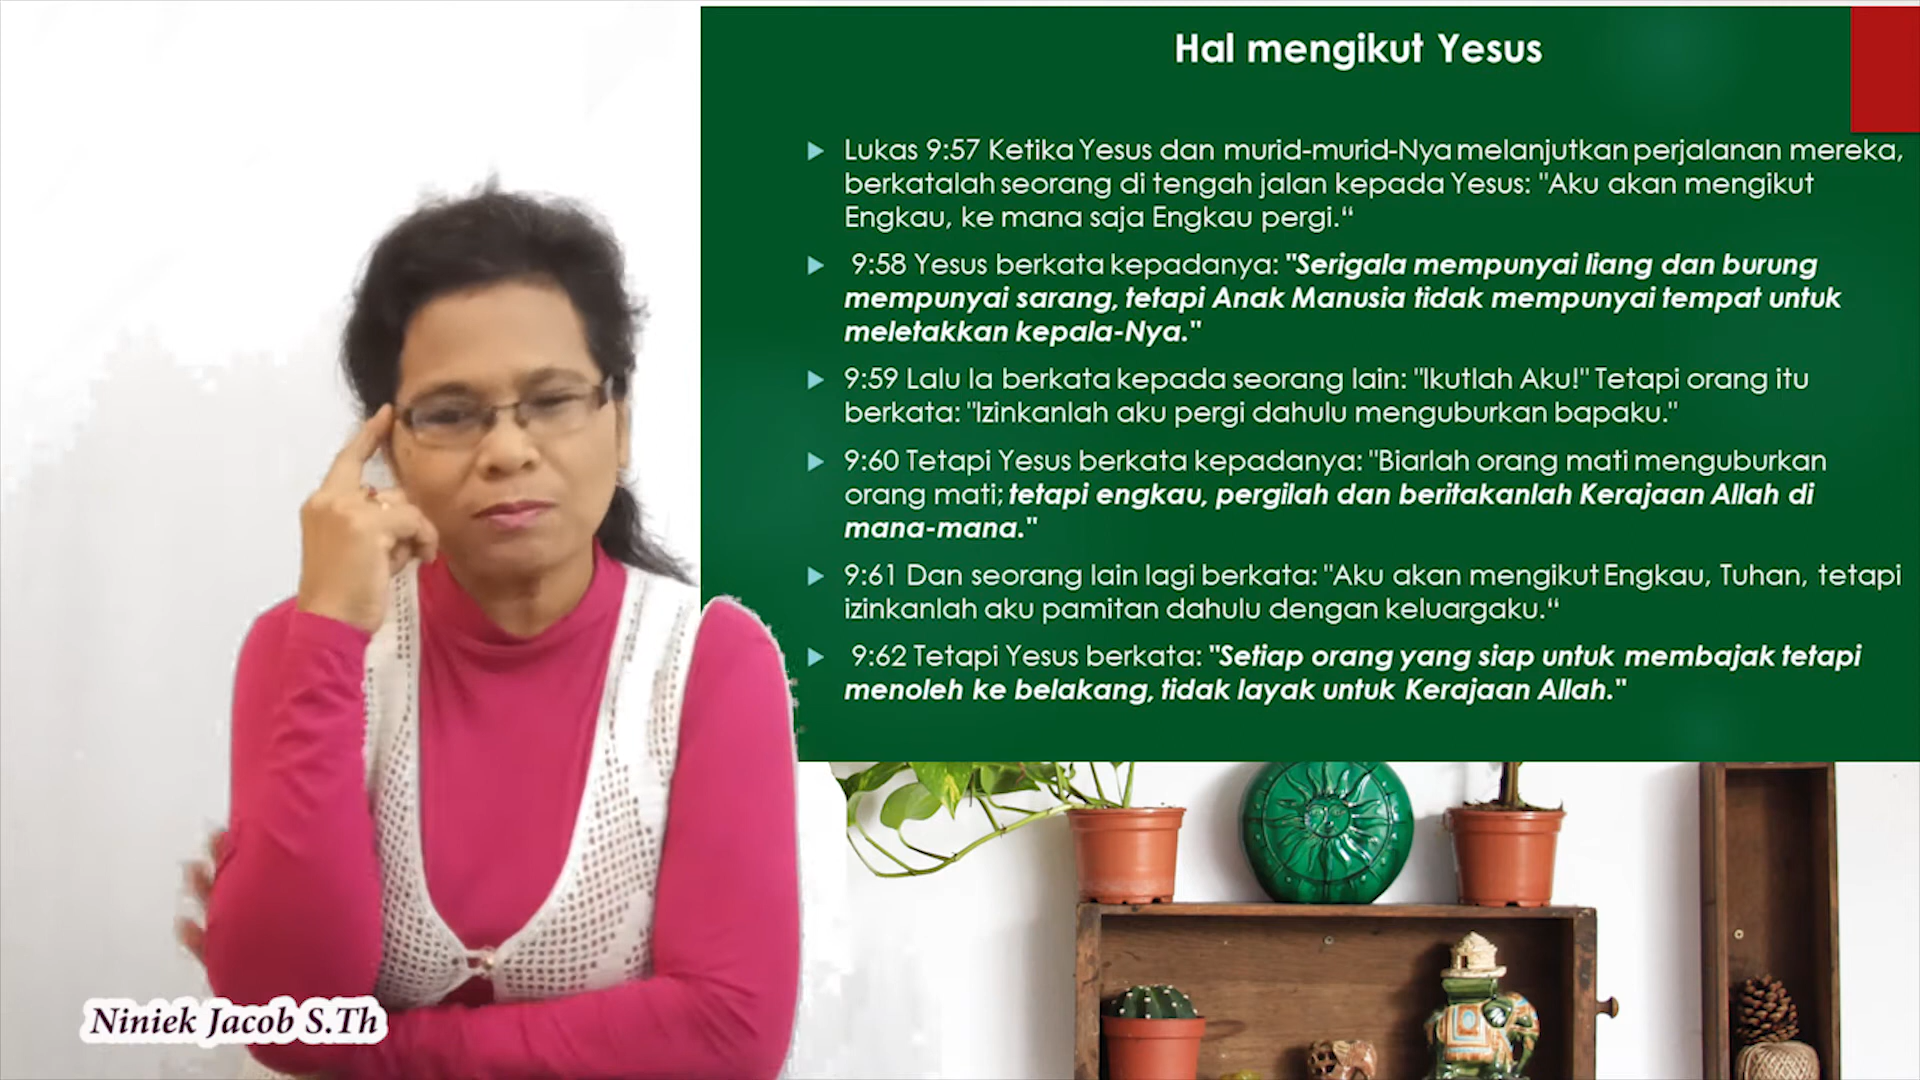 Hal mengikut Yesus
Lukas 9:57 Ketika Yesus dan murid-murid-Nya melanjutkan perjalanan mereka,
berkatalah seorang di tengah jalan kepada Yesus: "Aku akan mengikut
Engkau, ke mana saja Engkau pergi.“
9:58 Yesus berkata kepadanya: "Serigala mempunyai liang dan burung
mempunyai sarang, tetapi Anak Manusia tidak mempunyai tempat untuk
meletakkan kepala-Nya."
9:59 Lalu Ia berkata kepada seorang lain: "Ikutlah Aku!" Tetapi orang itu
berkata: "Izinkanlah aku pergi dahulu menguburkan bapaku."
9:60 Tetapi Yesus berkata kepadanya: "Biarlah orang mati menguburkan
orang mati; tetapi engkau, pergilah dan beritakanlah Kerajaan Allah di
mana-mana."
9:61 Dan seorang lain lagi berkata: "Aku akan mengikut Engkau, Tuhan, tetapi
izinkanlah aku pamitan dahulu dengan keluargaku.“
9:62 Tetapi Yesus berkata: "Setiap orang yang siap untuk membajak tetapi
menoleh ke belakang, tidak layak untuk Kerajaan Allah."
Niniek Jacob S.Th